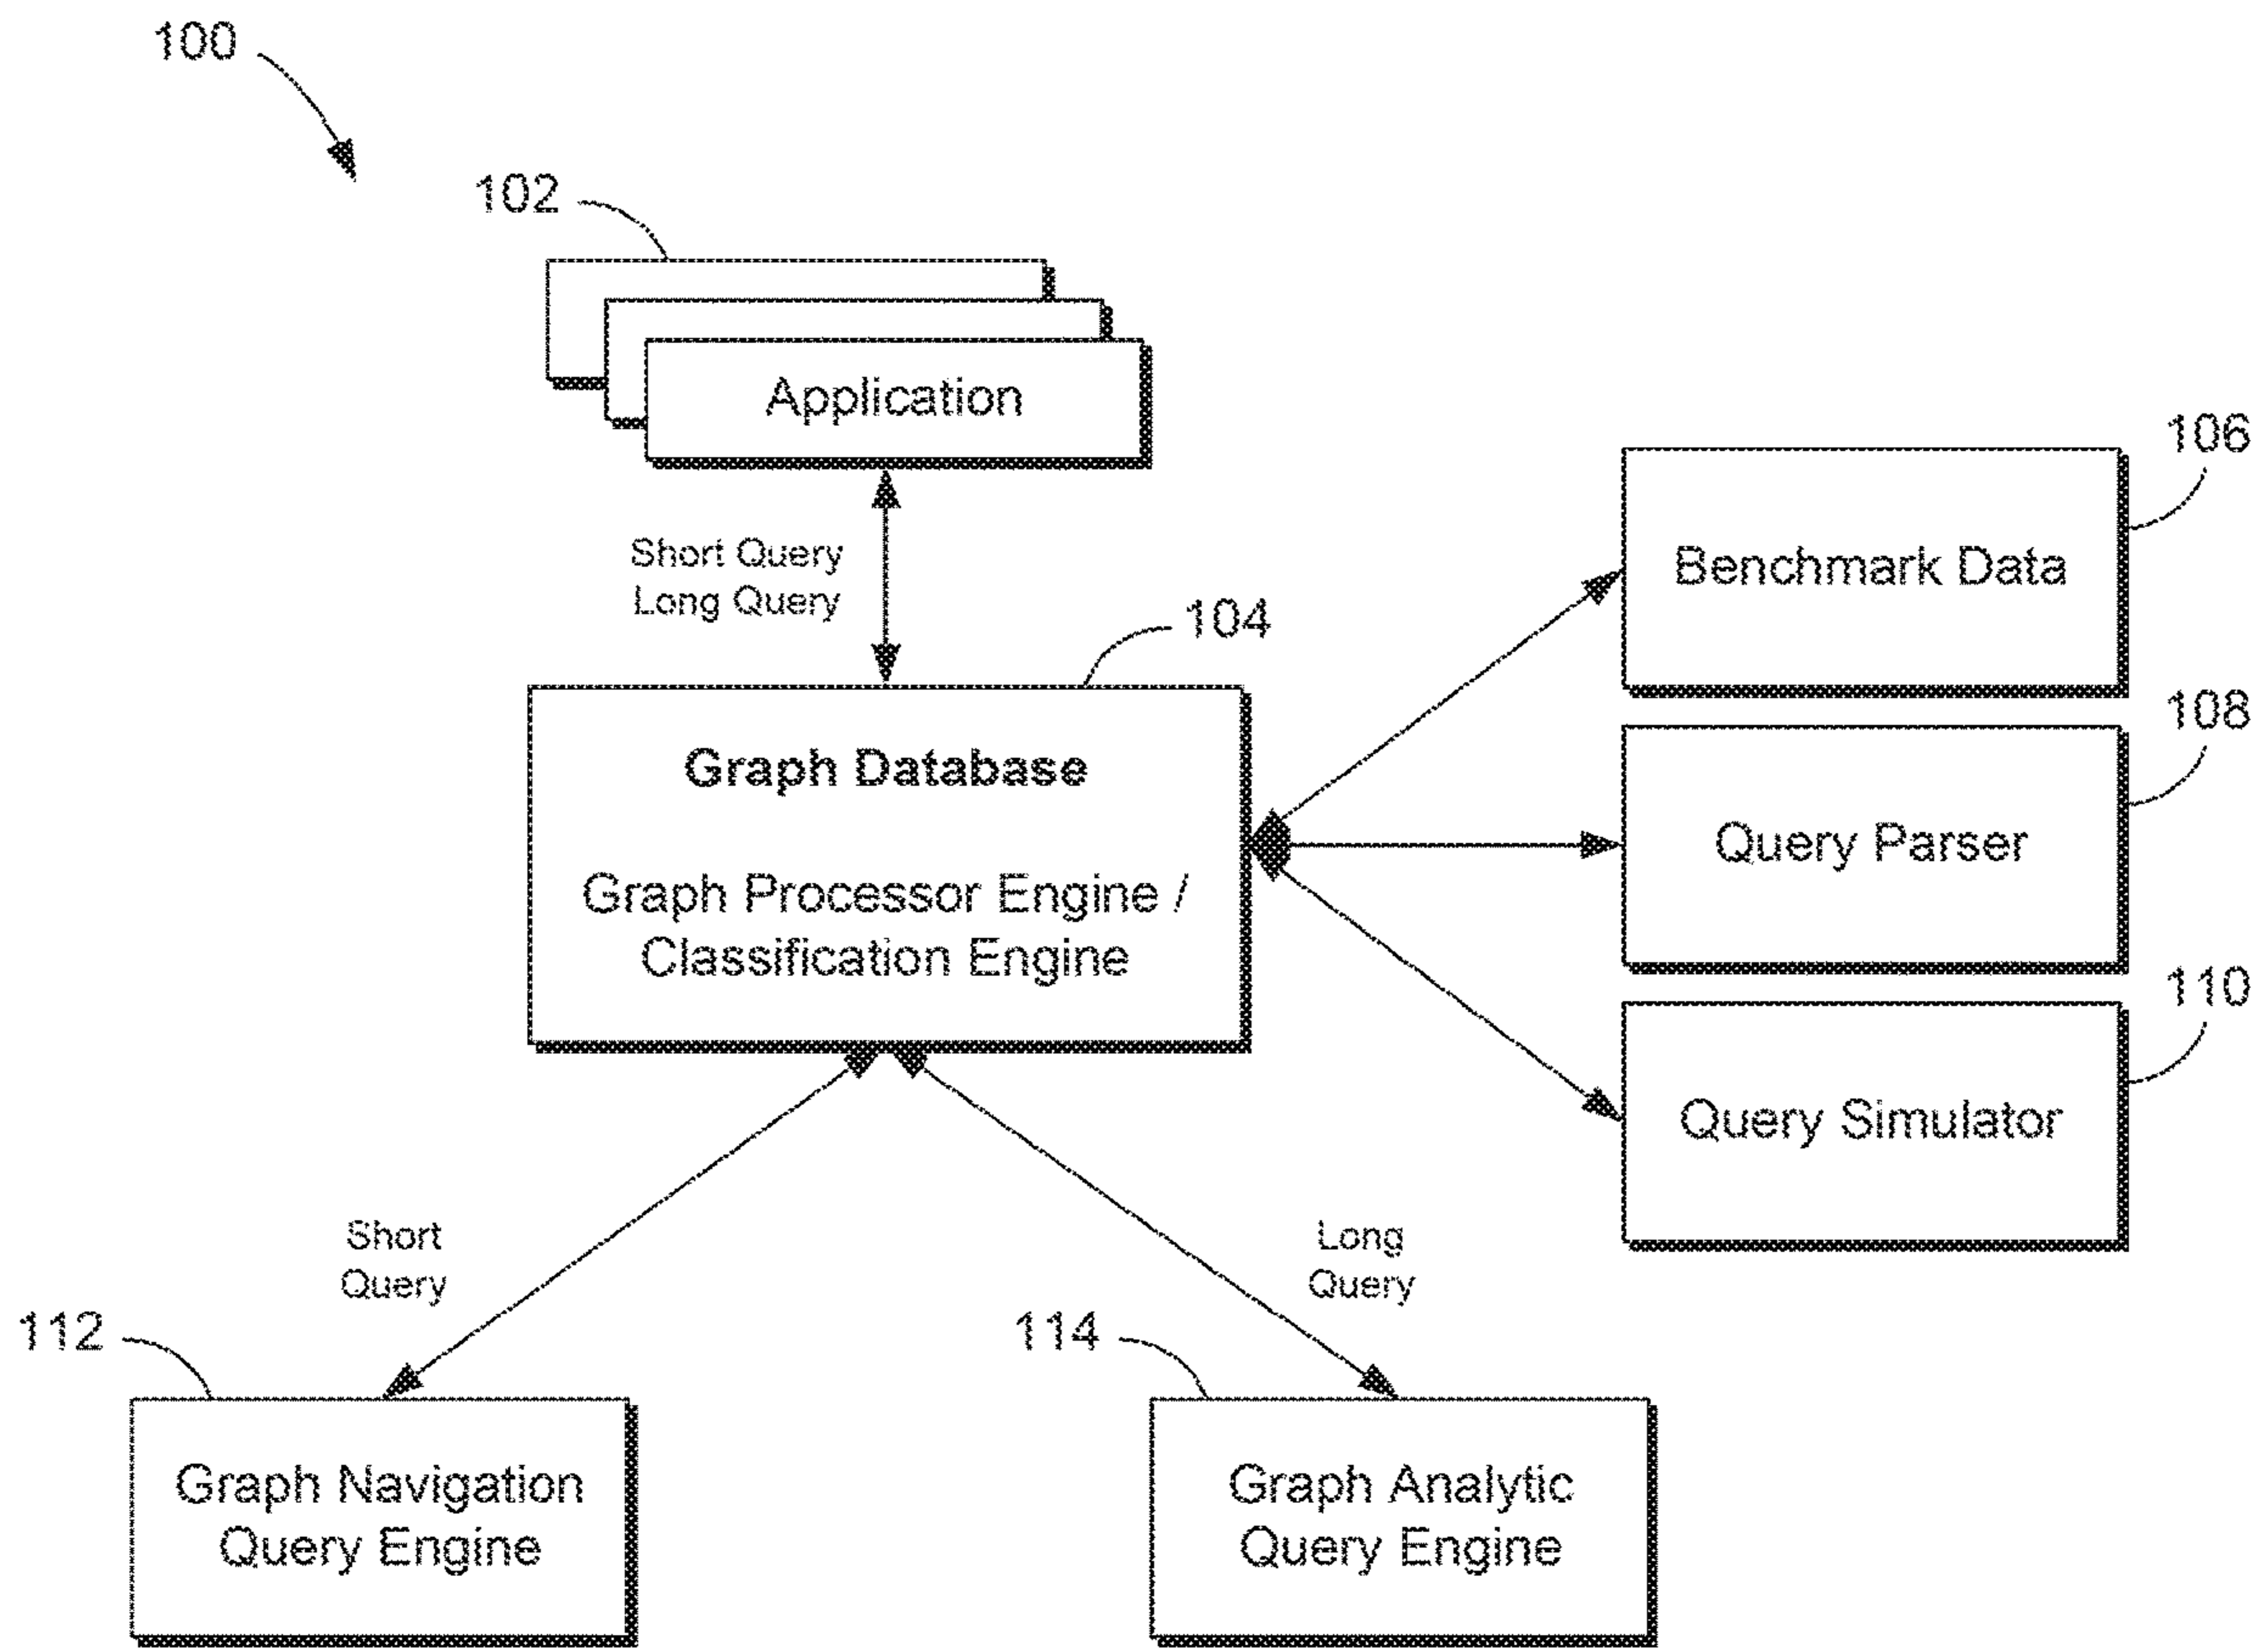 100
102
Application
Short Query
Long Query
104
106
Benchmark Data
Graph Database
Graph Processor Engine /
Classification Engine
108
Query Parser
110
Query Simulator
Short
Query
Long
Query
112
Graph Navigation
Query Engine
114
Graph Analytic
Query Engine